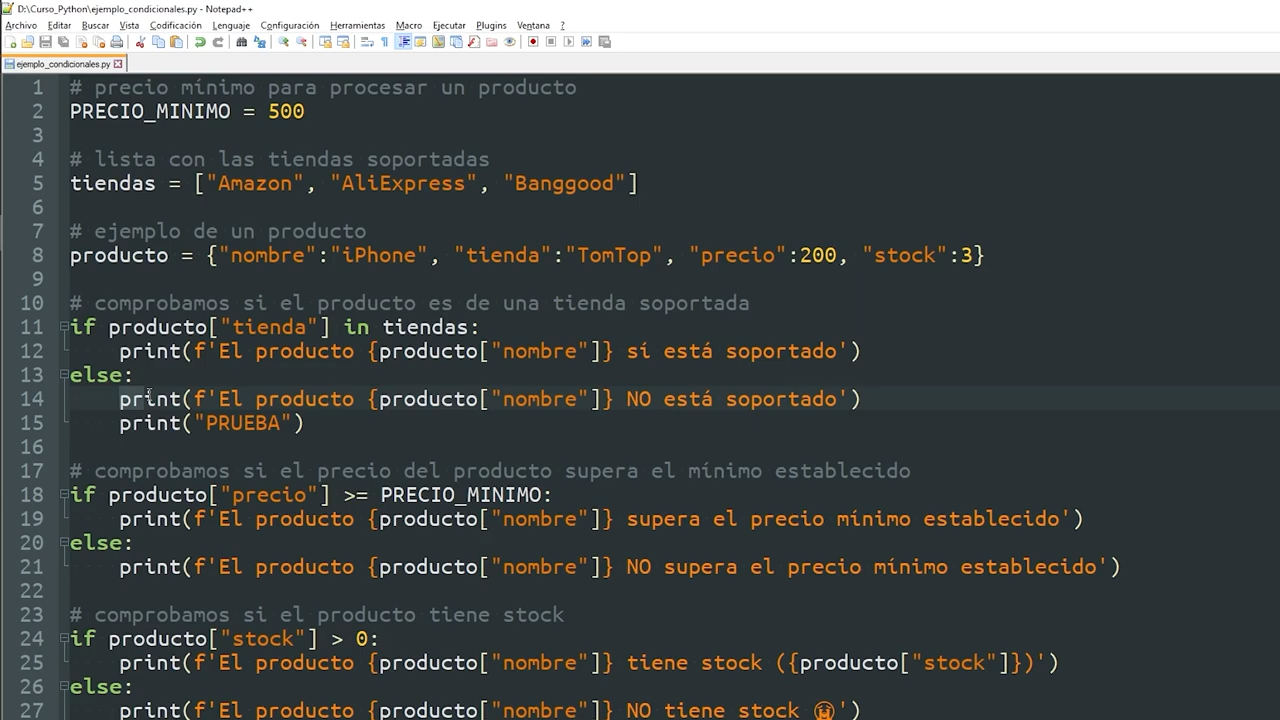 D:\Curso_Python\ejemplo_condicionales.py - Notepad++
Archivo Editar Buscar Vista Codificación Lenguaje Configuración Herramientas Macro Ejecutar Plugins Ventana ?
ejemplo_condicionales.py
1 # precio mínimo para procesar un producto
2 PRECIO_MINIMO = 500
3
4 # lista con las tiendas soportadas
5 tiendas = ["Amazon", "AliExpress", "Banggood"]
6
7 # ejemplo de un producto
8 producto = {"nombre":"iPhone", "tienda":"TomTop", "precio":200, "stock":3}
9
10 # comprobamos si el producto es de una tienda soportada
11 if producto["tienda"] in tiendas:
12     print(f'El producto {producto["nombre"]} sí está soportado')
13 else:
14     print(f'El producto {producto["nombre"]} NO está soportado')
15     print("PRUEBA")
16
17 # comprobamos si el precio del producto supera el mínimo establecido
18 if producto["precio"] >= PRECIO_MINIMO:
19     print(f'El producto {producto["nombre"]} supera el precio mínimo establecido')
20 else:
21     print(f'El producto {producto["nombre"]} NO supera el precio mínimo establecido')
22
23 # comprobamos si el producto tiene stock
24 if producto["stock"] > 0:
25     print(f'El producto {producto["nombre"]} tiene stock ({producto["stock"]})')
26 else:
27     print(f'El producto {producto["nombre"]} NO tiene stock 😭')